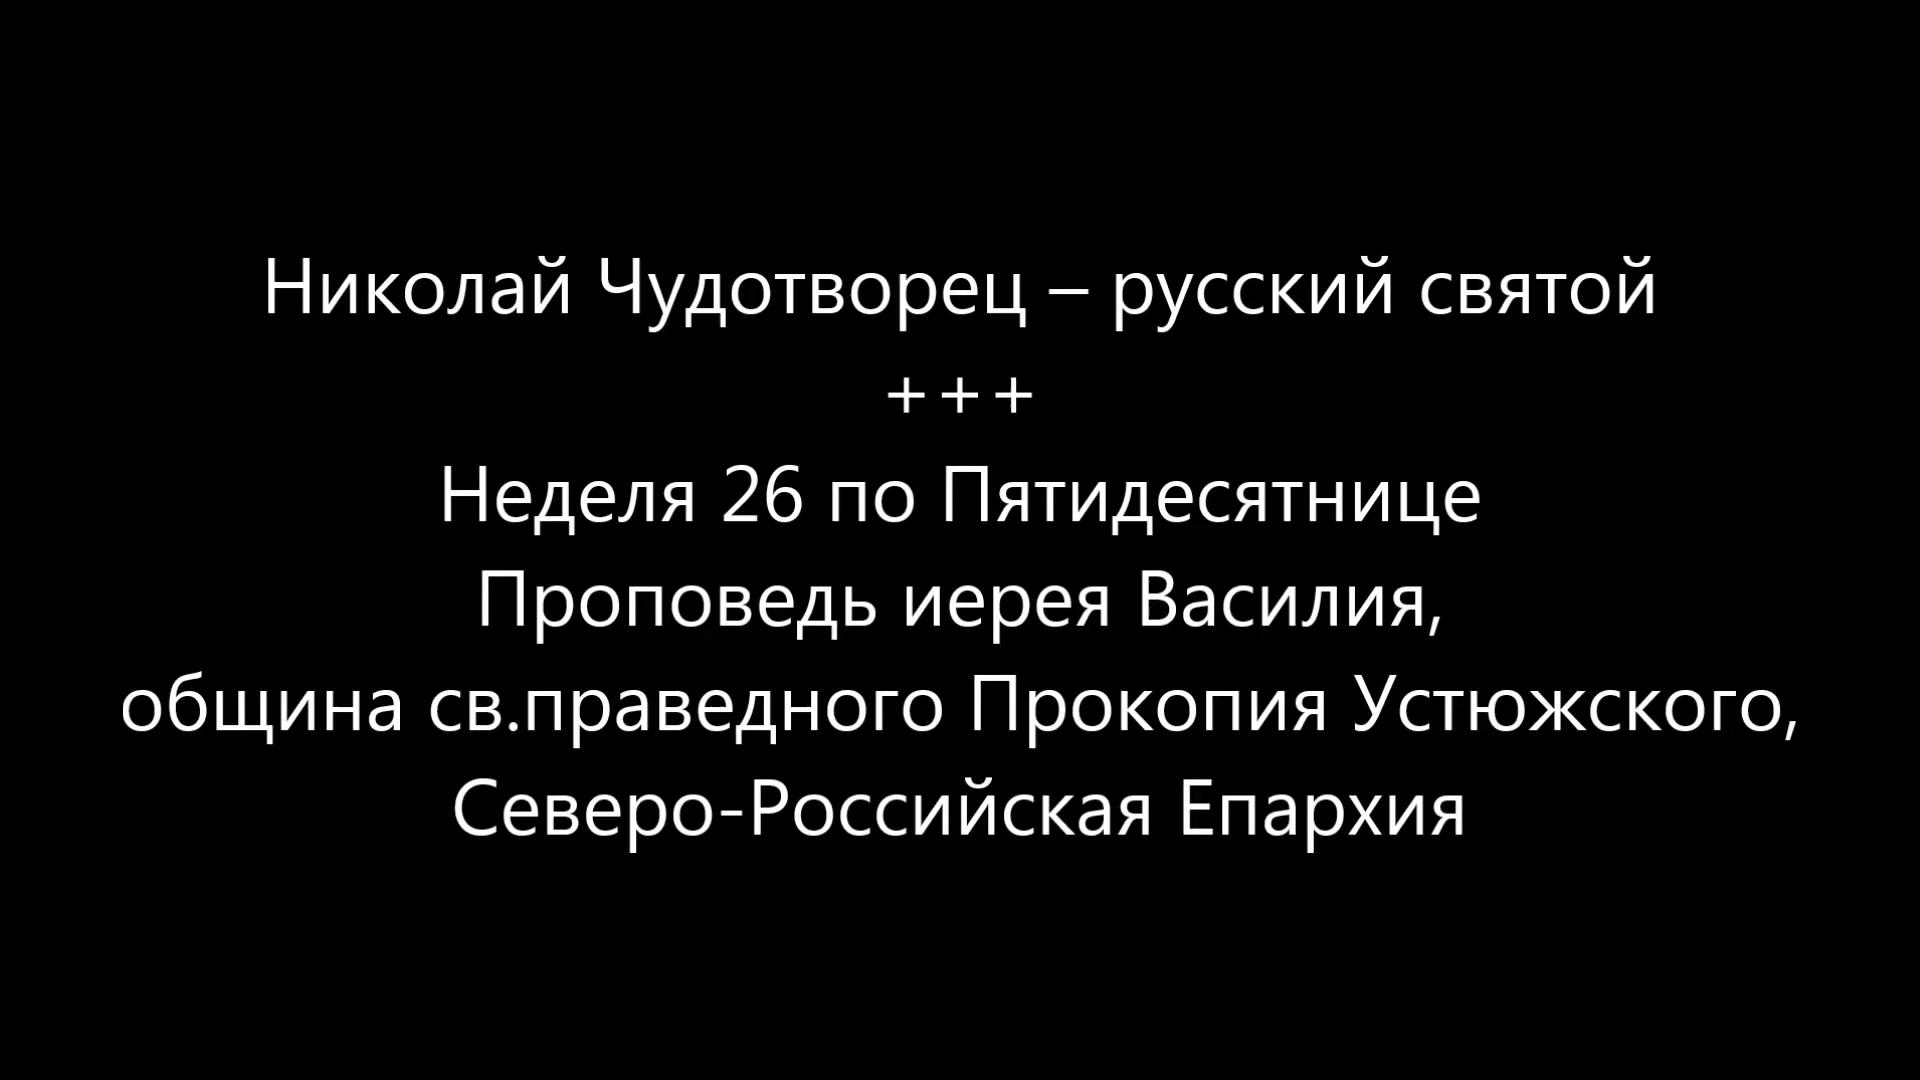 Николай Чудотворец – русский святой
+++
Неделя 26 по Пятидесятнице
Проповедь иерея Василия,
община св.праведного Прокопия Устюжского,
Северо-Российская Епархия